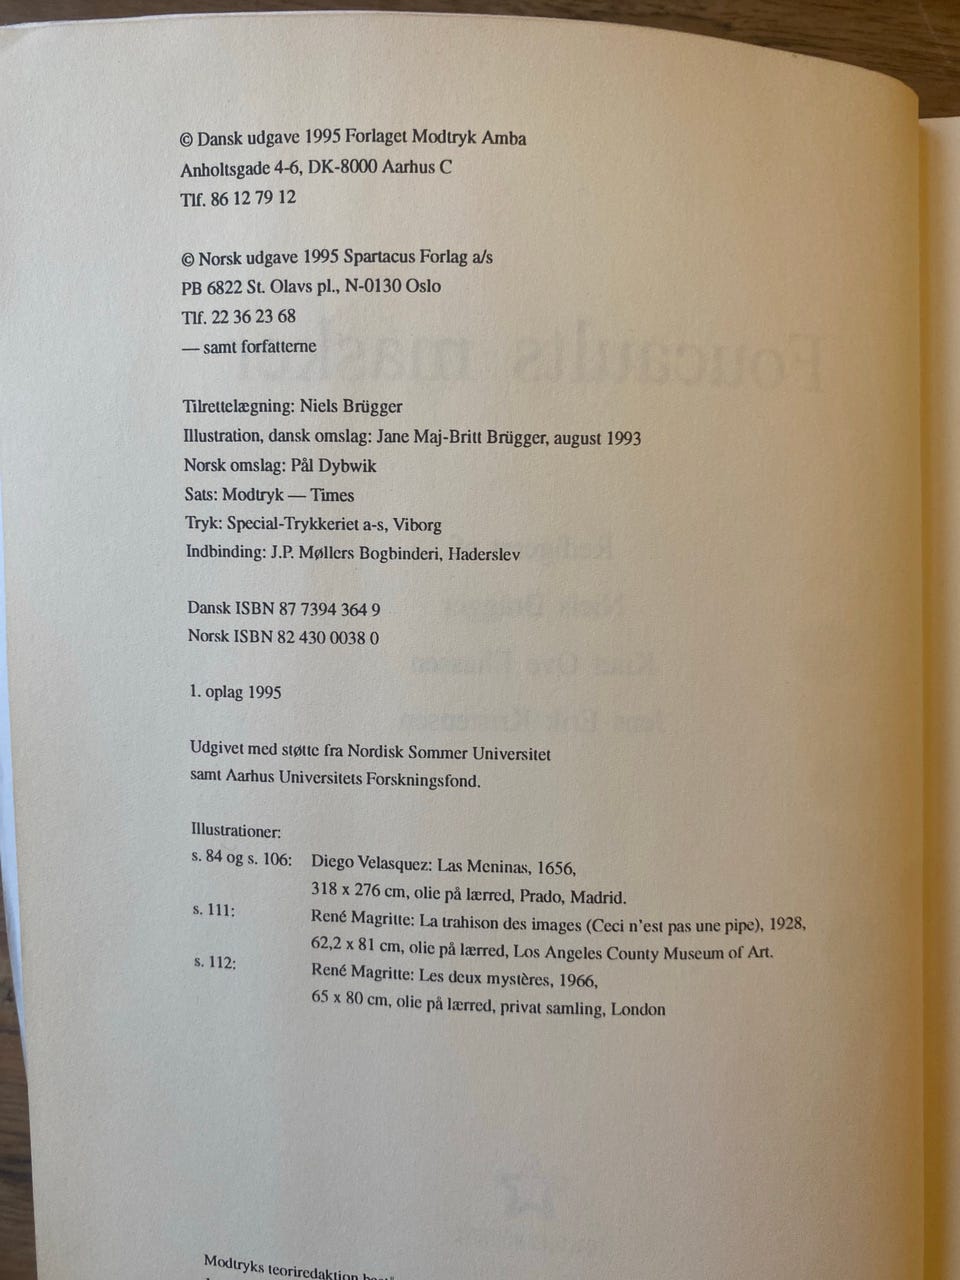 © Dansk udgave 1995 Forlaget Modtryk Amba
Anholtsgade 4-6, DK-8000 Aarhus C
Tlf. 86 12 79 12
© Norsk udgave 1995 Spartacus Forlag a/s
PB 6822 St. Olavs pl., N-0130 Oslo
Tlf. 22 36 23 68
— samt forfatterne
Tilrettelægning: Niels Brügger
Illustration, dansk omslag: Jane Maj-Britt Brügger, august 1993
Norsk omslag: Pål Dybwik
Sats: Modtryk — Times
Tryk: Special-Trykkeriet a-s, Viborg
Indbinding: J.P. Møllers Bogbinderi, Haderslev
Dansk ISBN 87 7394 364 9
Norsk ISBN 82 430 0038 0
1. oplag 1995
Udgivet med støtte fra Nordisk Sommer Universitet
samt Aarhus Universitets Forskningsfond.
Illustrationer:
s. 84 og s. 106: Diego Velasquez: Las Meninas, 1656,
318 x 276 cm, olie på lærred, Prado, Madrid.
s. 111: René Magritte: La trahison des images (Ceci n'est pas une pipe), 1928,
62,2 x 81 cm, olie på lærred, Los Angeles County Museum of Art.
s. 112: René Magritte: Les deux mystères, 1966,
65 x 80 cm, olie på lærred, privat samling, London
Modtryks teoriredaktion